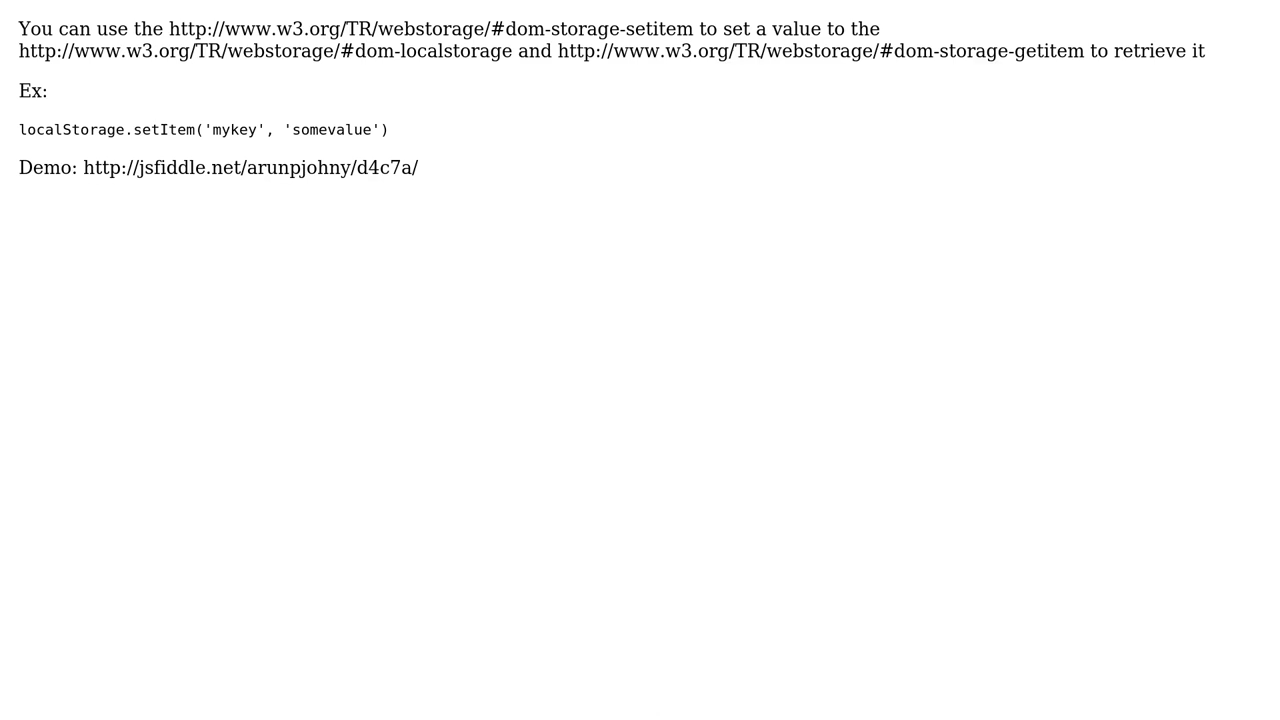 You can use the http://www.w3.org/TR/webstorage/#dom-storage-setitem to set a value to the
http://www.w3.org/TR/webstorage/#dom-localstorage and http://www.w3.org/TR/webstorage/#dom-storage-getitem to retrieve it
Ex:
localStorage.setItem('mykey', 'somevalue')
Demo: http://jsfiddle.net/arunpjohny/d4c7a/